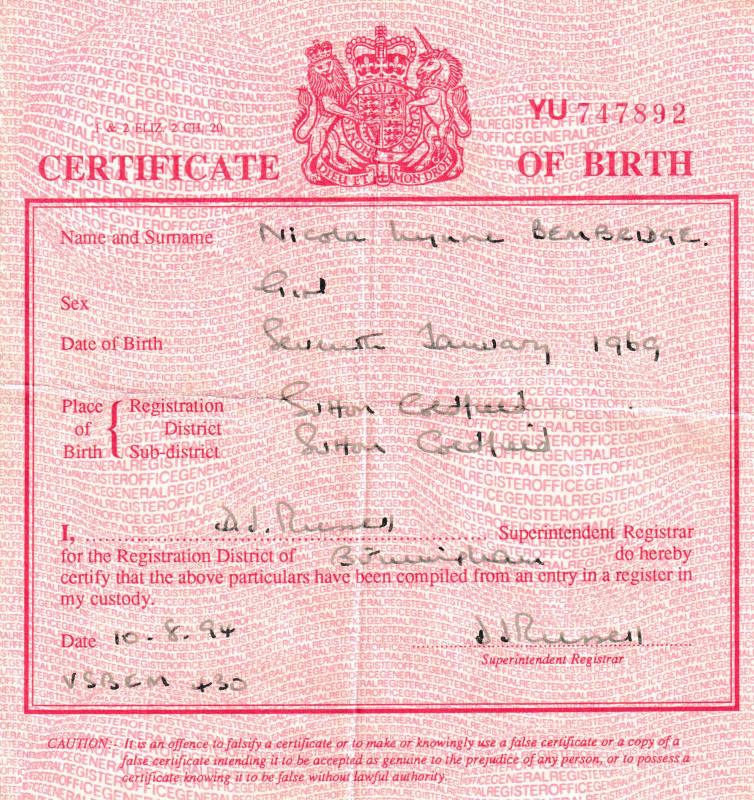 1 & 2 ELIZ. 2 CH. 20
YU 747892
CERTIFICATE OF BIRTH
DIEU ET MON DROIT
Name and Surname Nicola Lynne BEMBRIDGE.
Sex Girl
Date of Birth Seventh January 1969
Place of Birth { Registration District Sutton Coldfield
Sub-district Sutton Coldfield
I, D.J. Russell Superintendent Registrar
for the Registration District of Birmingham do hereby
certify that the above particulars have been compiled from an entry in a register in
my custody.
Date 10-8-94 D J Russell
Superintendent Registrar
VSBEM +30
CAUTION:- It is an offence to falsify a certificate or to make or knowingly use a false certificate or a copy of a
false certificate intending it to be accepted as genuine to the prejudice of any person, or to possess a
certificate knowing it to be false without lawful authority.